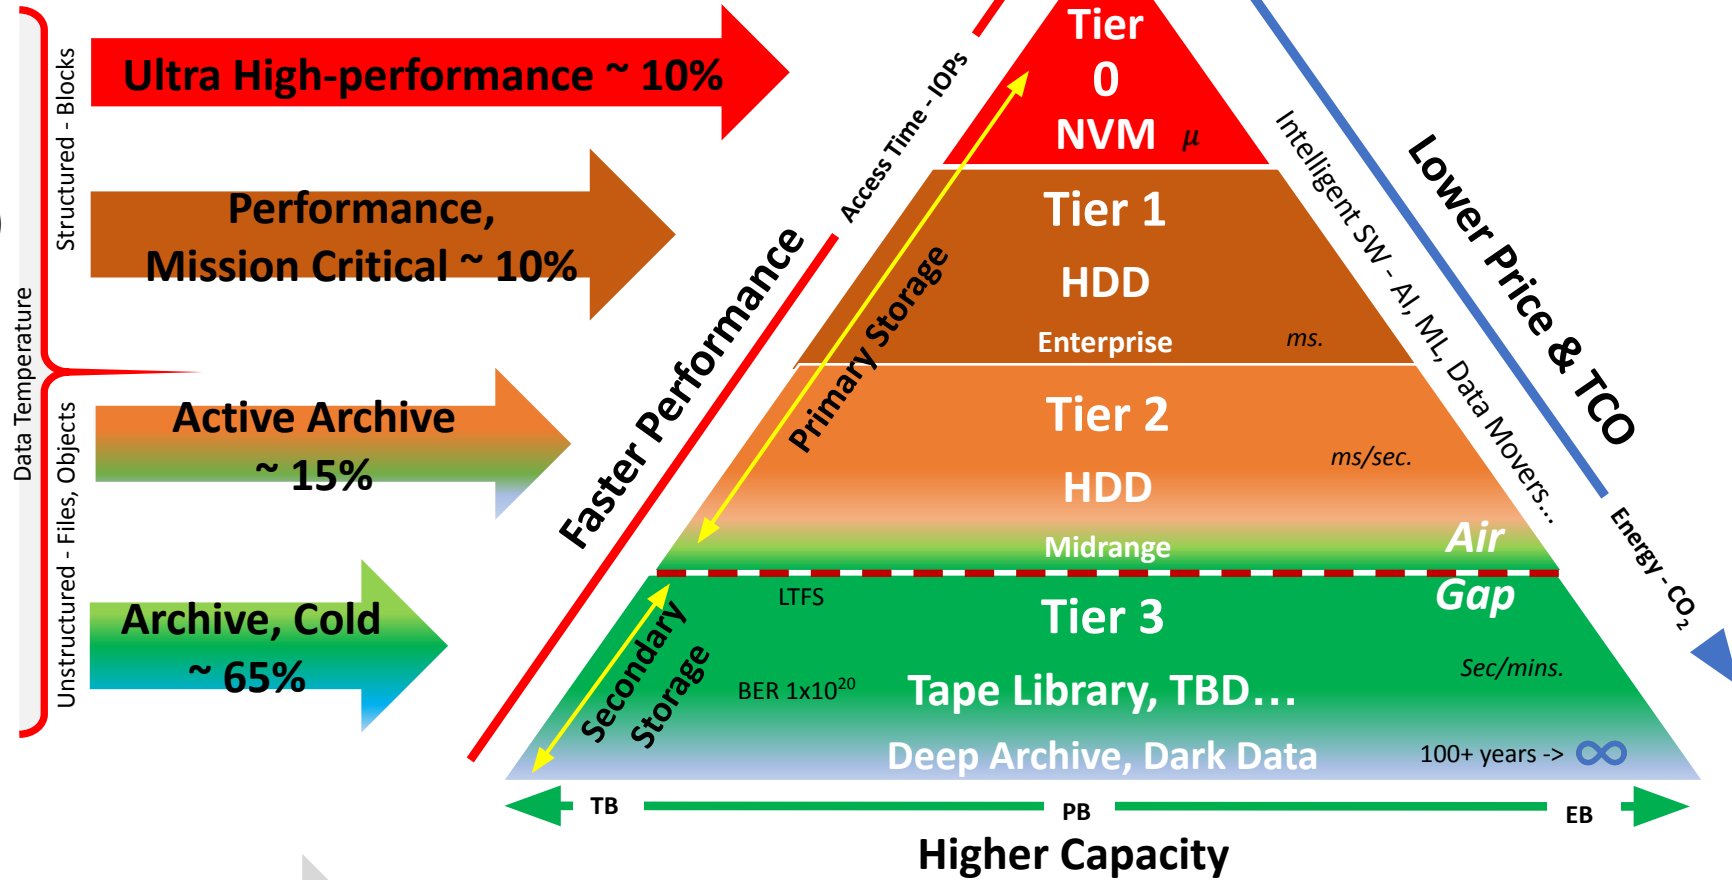 Data Temperature
Structured - Blocks
Unstructured - Files, Objects
Ultra High-performance ~ 10%
Performance,
Mission Critical ~ 10%
Active Archive
~ 15%
Archive, Cold
~ 65%
Faster Performance
Access Time - IOPs
Primary Storage
Secondary
Storage
Tier
0
NVM μ
Tier 1
HDD
Enterprise
ms.
Tier 2
HDD
Midrange
ms/sec.
Air
Gap
LTFS
Tier 3
BER 1x10²⁰
Tape Library, TBD…
Sec/mins.
Deep Archive, Dark Data
100+ years -> ∞
Intelligent SW - AI, ML, Data Movers…
Lower Price & TCO
Energy - CO₂
TB
PB
EB
Higher Capacity